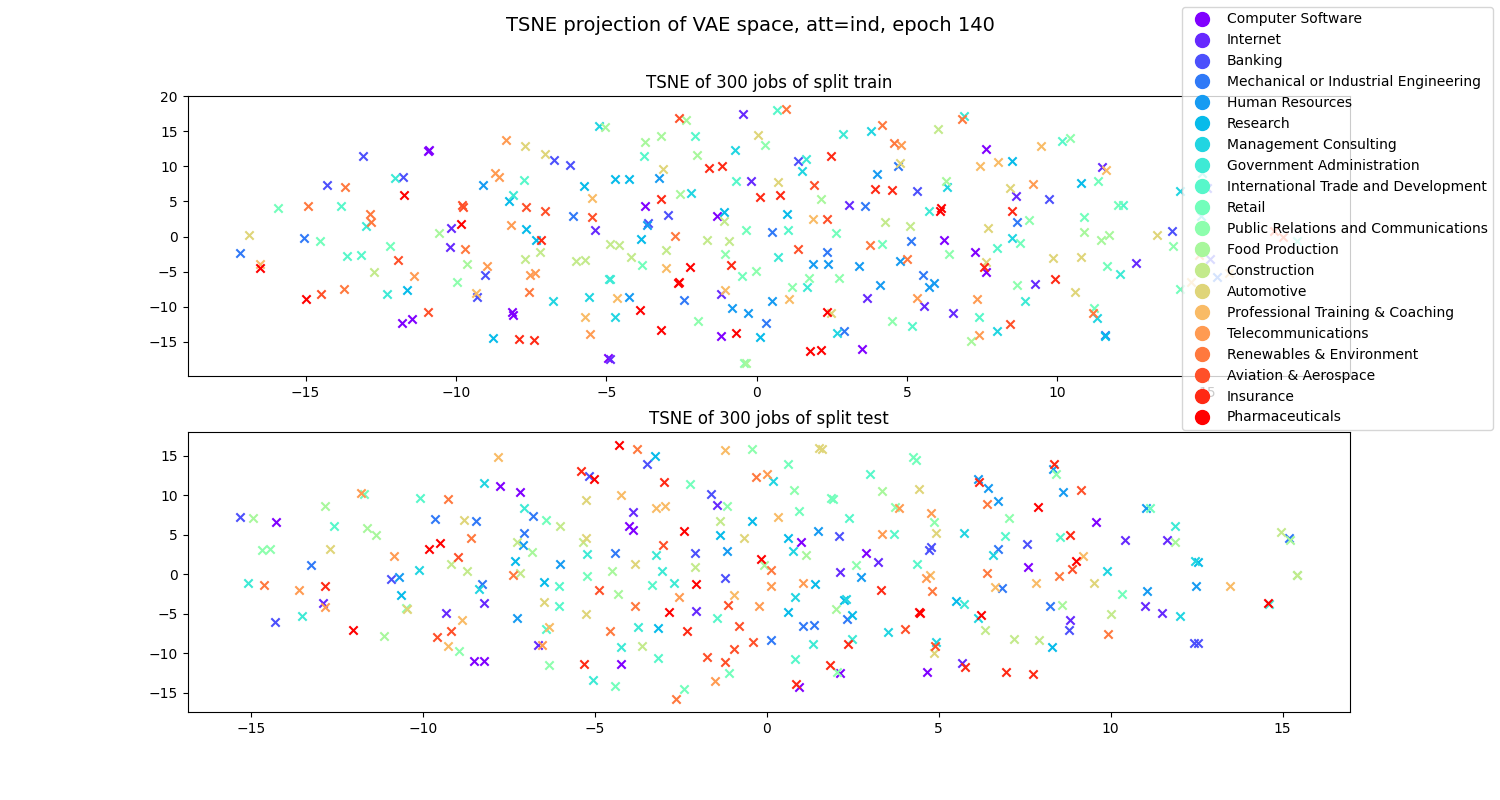 TSNE projection of VAE space, att=ind, epoch 140
TSNE of 300 jobs of split train
20
15
10
5
0
−5
−10
−15
−15
−10
−5
0
5
10
15
Computer Software
Internet
Banking
Mechanical or Industrial Engineering
Human Resources
Research
Management Consulting
Government Administration
International Trade and Development
Retail
Public Relations and Communications
Food Production
Construction
Automotive
Professional Training & Coaching
Telecommunications
Renewables & Environment
Aviation & Aerospace
Insurance
Pharmaceuticals
TSNE of 300 jobs of split test
15
10
5
0
−5
−10
−15
−15
−10
−5
0
5
10
15